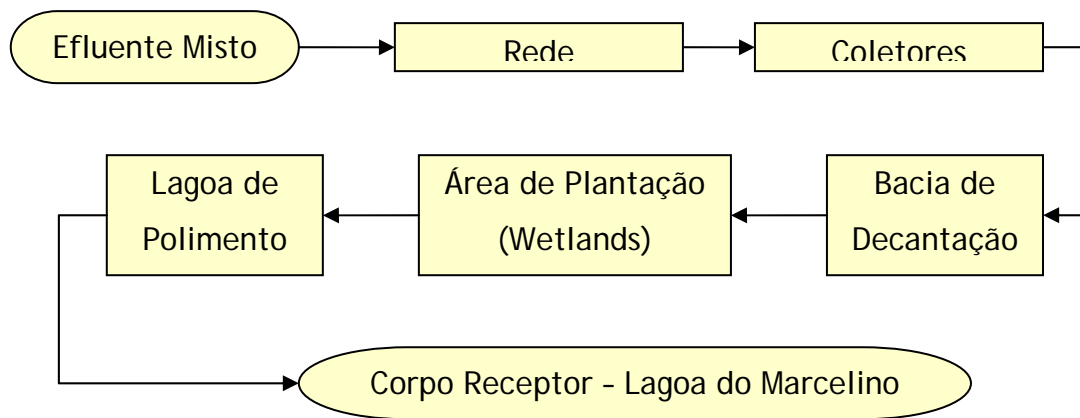 Efluente Misto
Rede
Coletores
Bacia de
Decantação
Área de Plantação
(Wetlands)
Lagoa de
Polimento
Corpo Receptor – Lagoa do Marcelino